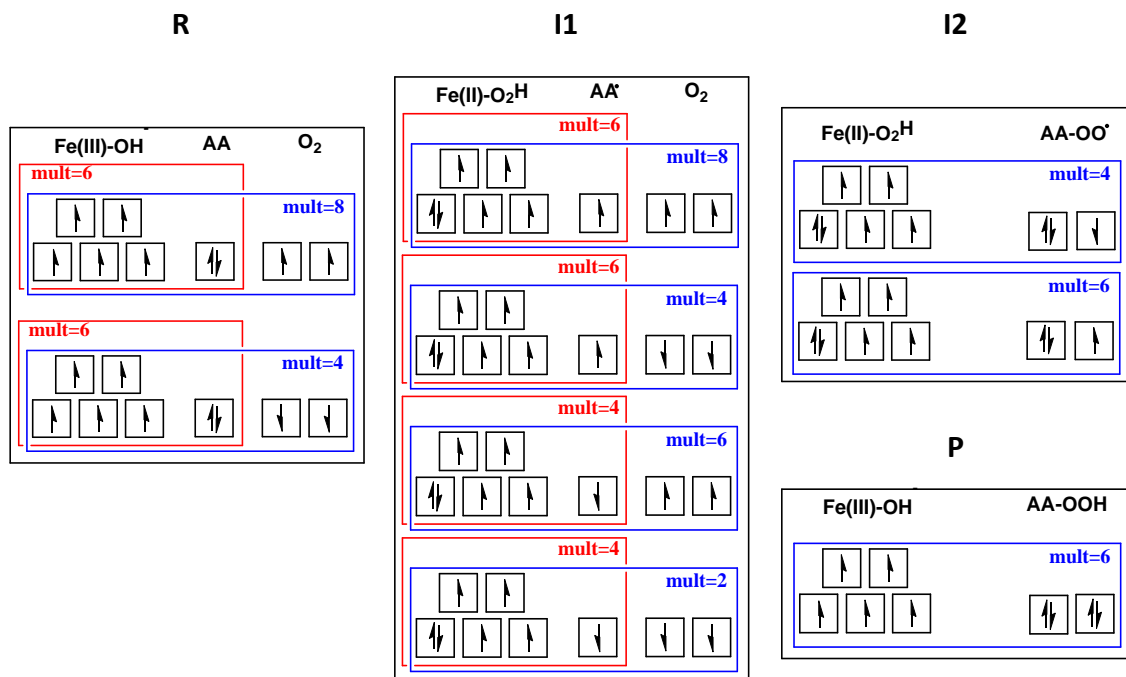 R
Fe(III)-OH AA O2
mult=6
mult=8
mult=6
mult=4
I1
Fe(II)-O2H AA• O2
mult=6
mult=8
mult=6
mult=4
mult=4
mult=6
mult=4
mult=2
I2
Fe(II)-O2H AA-OO•
mult=4
mult=6
P
Fe(III)-OH AA-OOH
mult=6